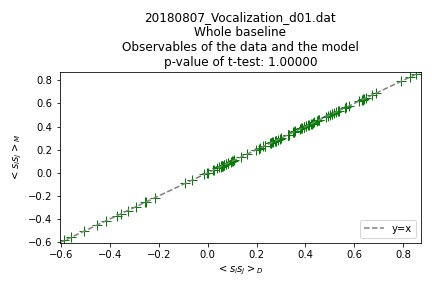 20180807_Vocalization_d01.dat
Whole baseline
Observables of the data and the model
p-value of t-test: 1.00000
< s_i s_j >_M
0.8
0.6
0.4
0.2
0.0
−0.2
−0.4
−0.6
y=x
−0.6 −0.4 −0.2 0.0 0.2 0.4 0.6 0.8
< s_i s_j >_D